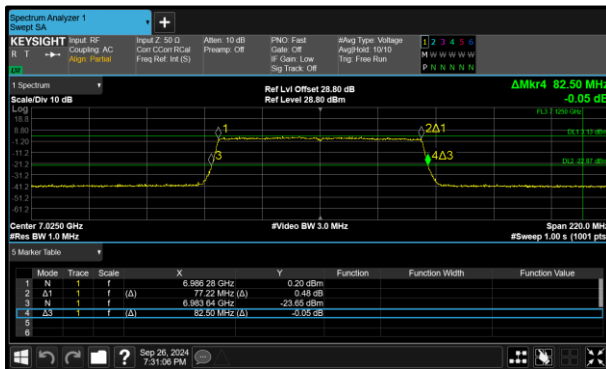 Spectrum Analyzer 1
Swept SA
+
KEYSIGHT Input: RF Input Z: 50 Ω Atten: 10 dB PNO: Fast #Avg Type: Voltage 1 2 3 4 5 6
R T Coupling: AC Corr CCorr RCal Preamp: Off Gate: Off Avg|Hold: 10/10 M W W W W W
Align: Partial Freq Ref: Int (S) IF Gain: Low Trig: Free Run P N N N N N
Sig Track: Off
1 Spectrum Ref Lvl Offset 28.80 dB ΔMkr4 82.50 MHz
Scale/Div 10 dB Ref Level 28.80 dBm -0.05 dB
Log
18.8
8.80
-1.20
-11.2
-21.2
-31.2
-41.2
-51.2
-61.2
1
2Δ1
3
4Δ3
DL2 -22.87 dBm
Center 7.0250 GHz #Video BW 3.0 MHz Span 220.0 MHz
#Res BW 1.0 MHz #Sweep 1.00 s (1001 pts)
5 Marker Table
Mode Trace Scale X Y Function Function Width Function Value
1 N 1 f 6.986 28 GHz 0.20 dBm
2 Δ1 1 f (Δ) 77.22 MHz (Δ) 0.48 dB
3 N 1 f 6.983 64 GHz -23.65 dBm
4 Δ3 1 f (Δ) 82.50 MHz (Δ) -0.05 dB
5
6
? Sep 26, 2024
7:31:06 PM